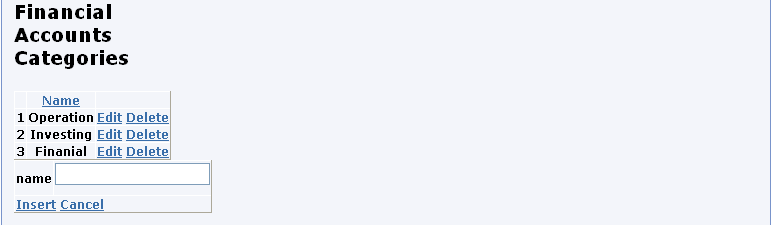 Financial
Accounts
Categories
Name
1 Operation Edit Delete
2 Investing Edit Delete
3 Finanial Edit Delete
name
Insert Cancel